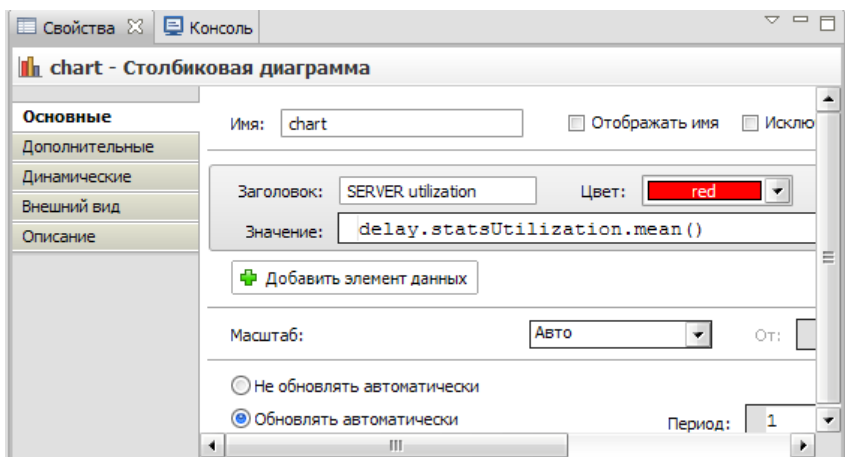 Свойства Консоль
chart - Столбиковая диаграмма
Основные
Дополнительные
Динамические
Внешний вид
Описание
Имя: chart Отображать имя Исклю
Заголовок: SERVER utilization Цвет: red
Значение: delay.statsUtilization.mean()
Добавить элемент данных
Масштаб: Авто От:
Не обновлять автоматически
Обновлять автоматически Период: 1